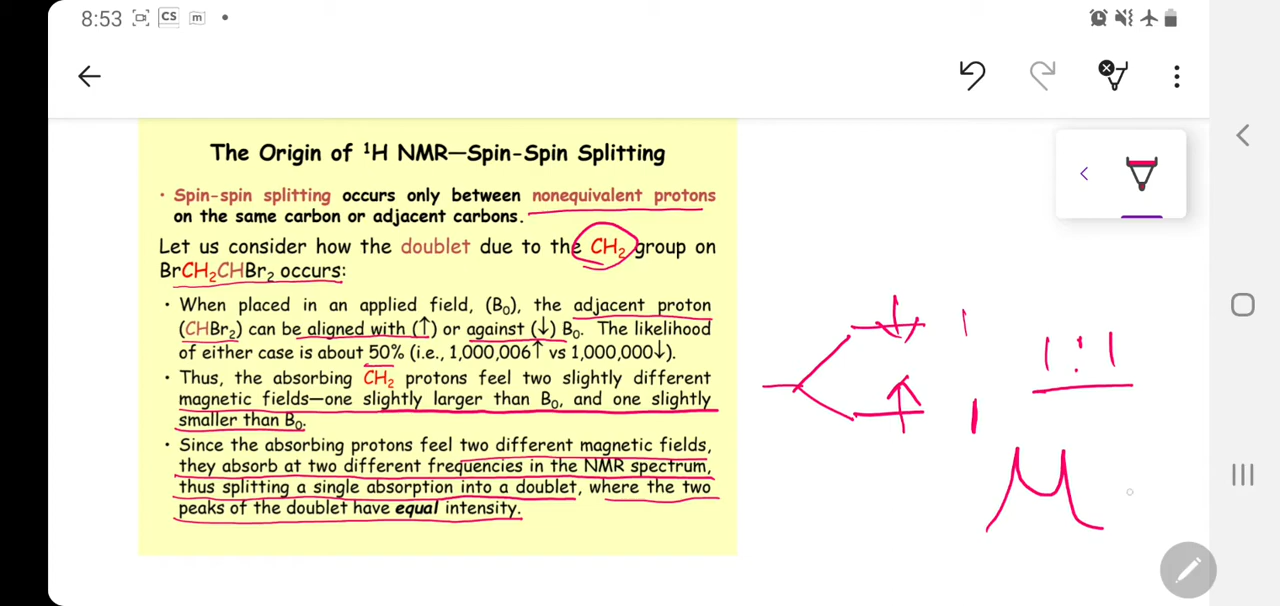 8:53 CS m
The Origin of ¹H NMR—Spin-Spin Splitting
• Spin-spin splitting occurs only between nonequivalent protons
on the same carbon or adjacent carbons.
Let us consider how the doublet due to the CH₂ group on
BrCH₂CHBr₂ occurs:
• When placed in an applied field, (B₀), the adjacent proton
(CHBr₂) can be aligned with (↑) or against (↓) B₀. The likelihood
of either case is about 50% (i.e., 1,000,006↑ vs 1,000,000↓).
• Thus, the absorbing CH₂ protons feel two slightly different
magnetic fields—one slightly larger than B₀, and one slightly
smaller than B₀.
• Since the absorbing protons feel two different magnetic fields,
they absorb at two different frequencies in the NMR spectrum,
thus splitting a single absorption into a doublet, where the two
peaks of the doublet have equal intensity.
↓ 1
↑ 1
1:1